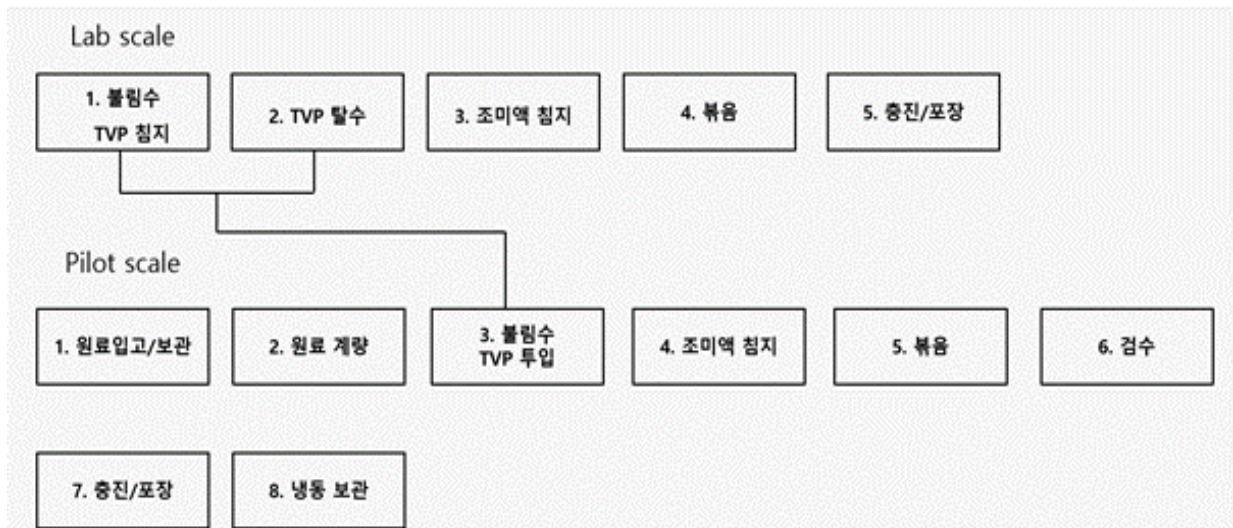 Lab scale
1. 불림수
TVP 침지
2. TVP 탈수
3. 조미액 침지
4. 볶음
5. 충진/포장
Pilot scale
1. 원료입고/보관
2. 원료 계량
3. 불림수
TVP 투입
4. 조미액 침지
5. 볶음
6. 검수
7. 충진/포장
8. 냉동 보관